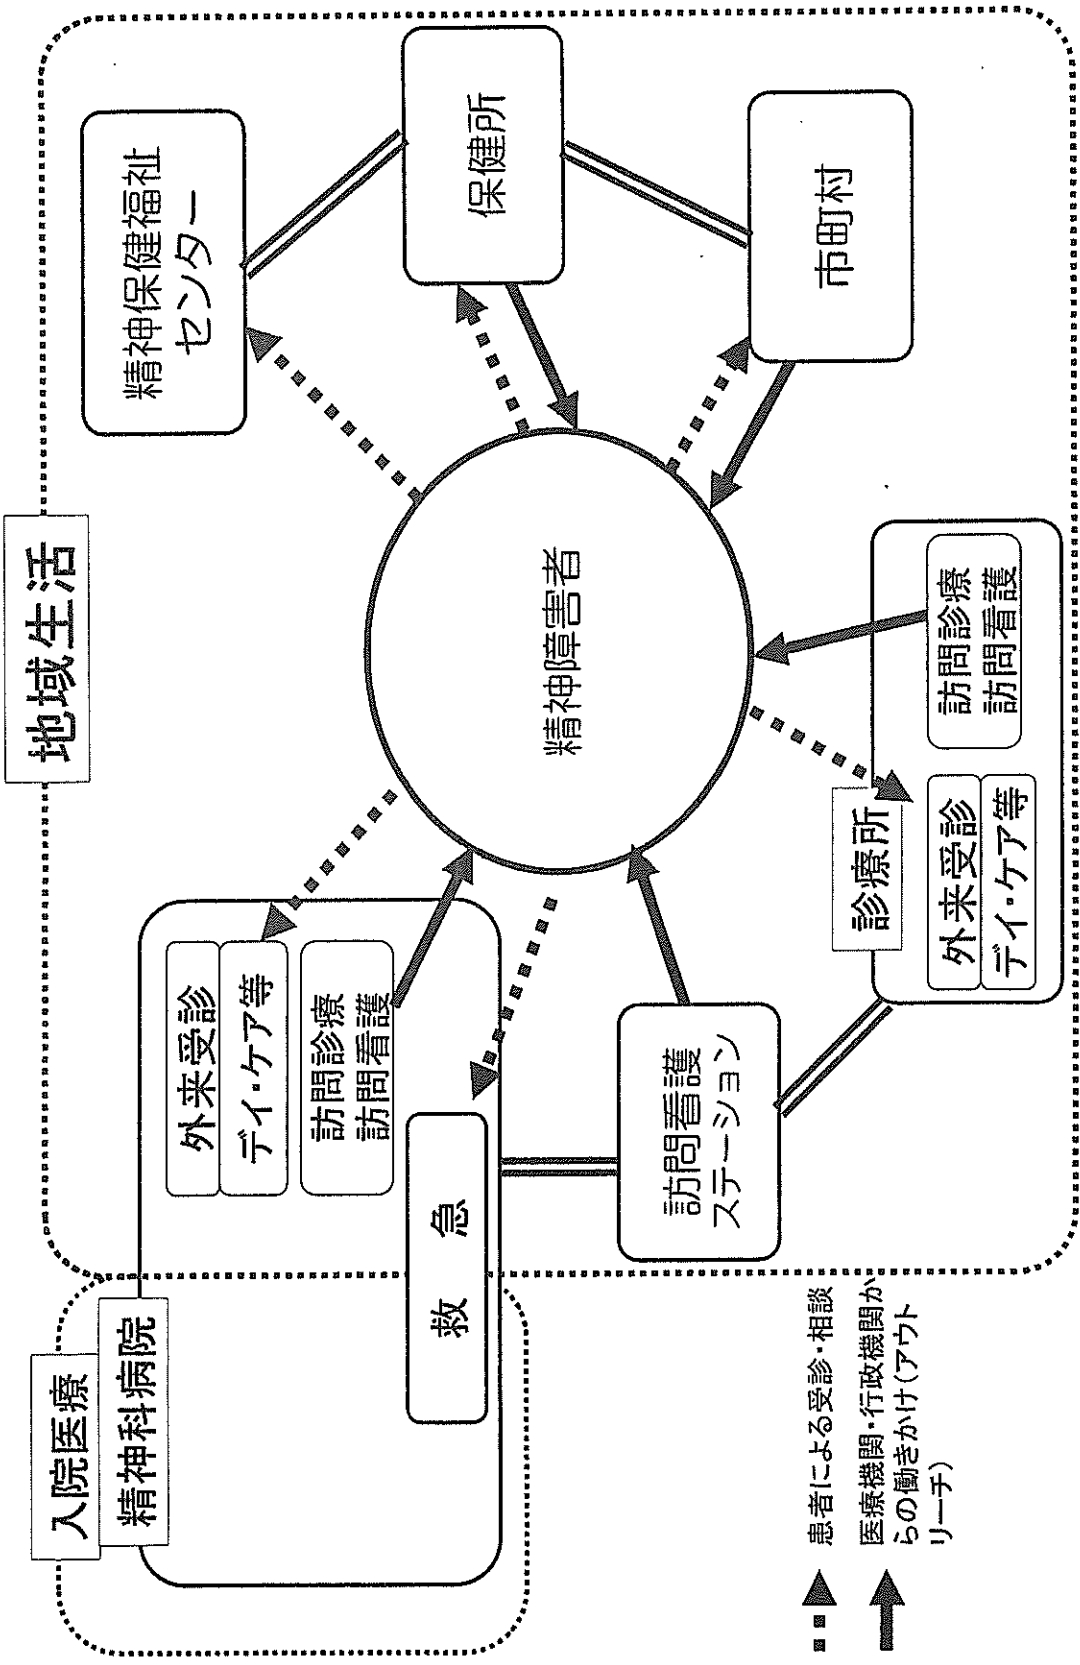 地域生活
入院医療
精神科病院
外来受診
デイ・ケア等
訪問診療
訪問看護
救 急
精神障害者
精神保健福祉
センター
保健所
市町村
訪問看護
ステーション
診療所
外来受診
デイ・ケア等
訪問診療
訪問看護
患者による受診・相談
医療機関・行政機関か
らの働きかけ(アウト
リーチ)